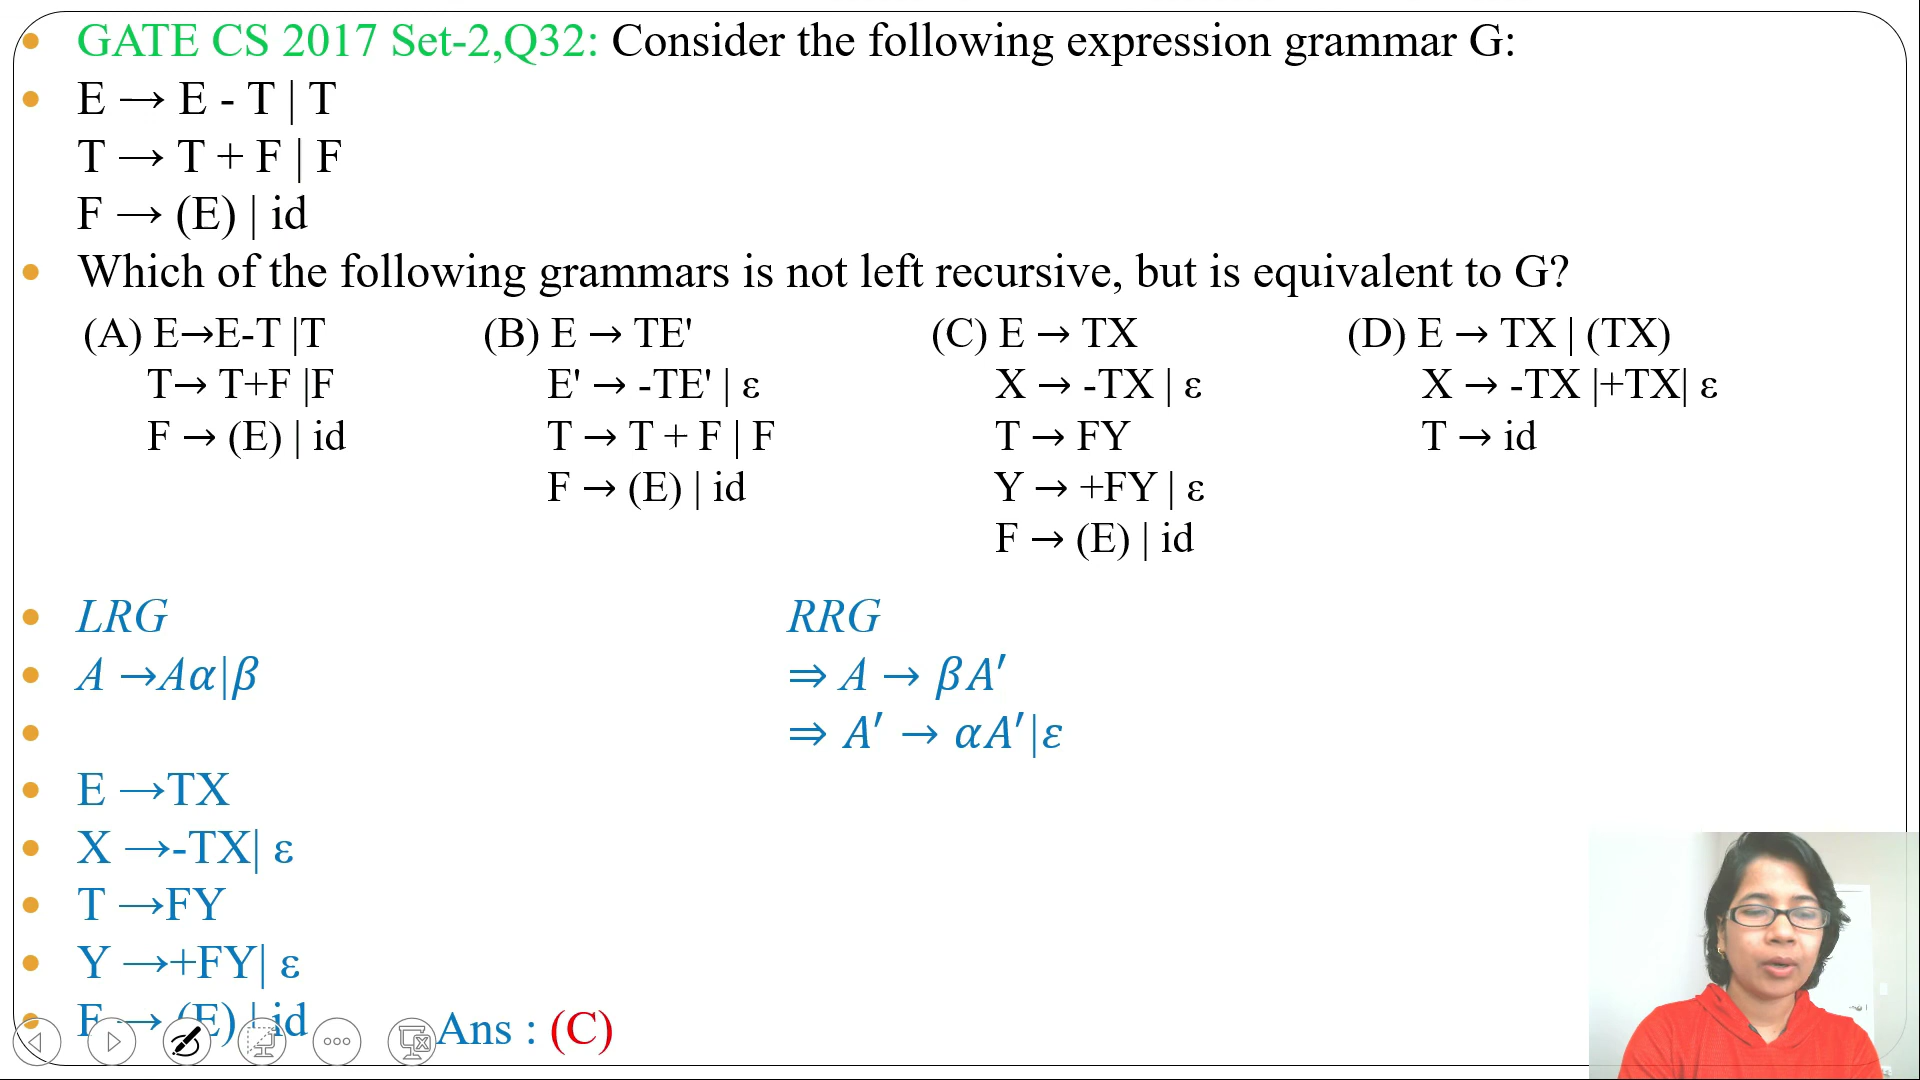 GATE CS 2017 Set-2,Q32: Consider the following expression grammar G:
E → E - T | T
T → T + F | F
F → (E) | id
Which of the following grammars is not left recursive, but is equivalent to G?
(A) E→E-T |T
T→ T+F |F
F → (E) | id
(B) E → TE'
E' → -TE' | ε
T → T + F | F
F → (E) | id
(C) E → TX
X → -TX | ε
T → FY
Y → +FY | ε
F → (E) | id
(D) E → TX | (TX)
X → -TX |+TX| ε
T → id
LRG
A →Aα|β
RRG
⇒ A → βA′
⇒ A′ → αA′|ε
E →TX
X →-TX| ε
T →FY
Y →+FY| ε
F → (E) | id
Ans : (C)